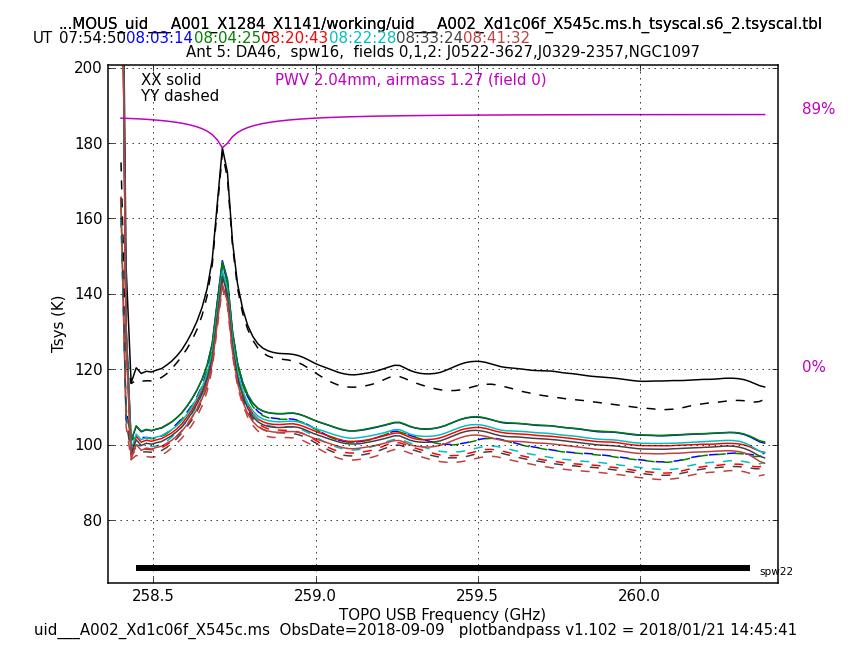 ...MOUS_uid___A001_X1284_X1141/working/uid___A002_Xd1c06f_X545c.ms.h_tsyscal.s6_2.tsyscal.tbl
UT 07:54:50 08:03:14 08:04:25 08:20:43 08:22:28 08:33:24 08:41:32
Ant 5: DA46, spw16, fields 0,1,2: J0522-3627,J0329-2357,NGC1097
XX solid
YY dashed
PWV 2.04mm, airmass 1.27 (field 0)
200
180
160
140
120
100
80
Tsys (K)
89%
0%
spw22
258.5 259.0 259.5 260.0
TOPO USB Frequency (GHz)
uid___A002_Xd1c06f_X545c.ms ObsDate=2018-09-09 plotbandpass v1.102 = 2018/01/21 14:45:41